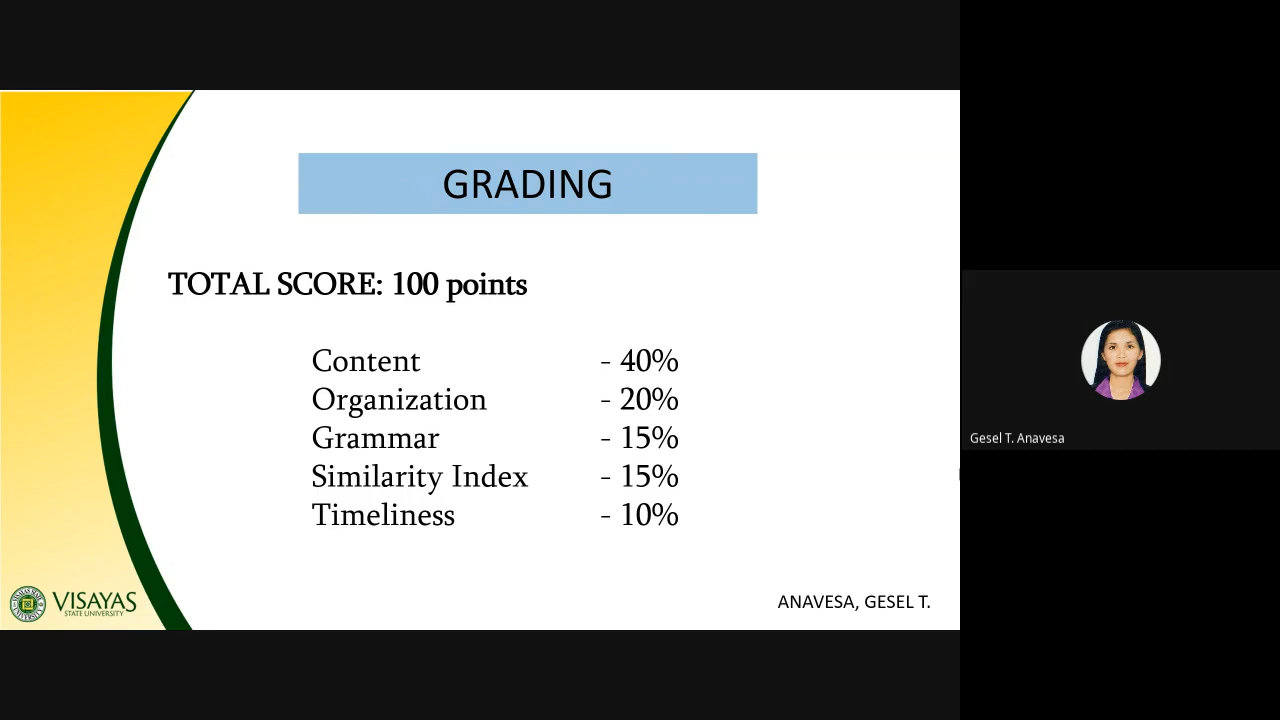 GRADING
TOTAL SCORE: 100 points
Content - 40%
Organization - 20%
Grammar - 15%
Similarity Index - 15%
Timeliness - 10%
VISAYAS
STATE UNIVERSITY
ANAVESA, GESEL T.
Gesel T. Anavesa